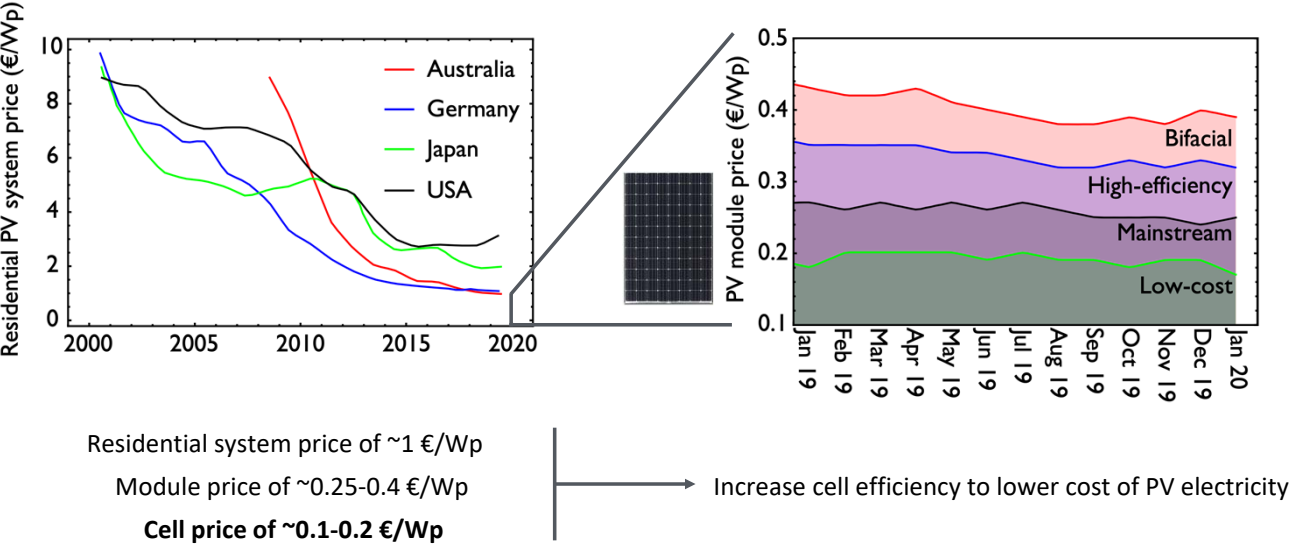 Residential PV system price (€/Wp)
10
8
6
4
2
0
2000
2005
2010
2015
2020
Australia
Germany
Japan
USA
PV module price (€/Wp)
0.5
0.4
0.3
0.2
0.1
Bifacial
High-efficiency
Mainstream
Low-cost
Jan 19
Feb 19
Mar 19
Apr 19
May 19
Jun 19
Jul 19
Aug 19
Sep 19
Oct 19
Nov 19
Dec 19
Jan 20
Residential system price of ~1 €/Wp
Module price of ~0.25-0.4 €/Wp
Cell price of ~0.1-0.2 €/Wp
Increase cell efficiency to lower cost of PV electricity